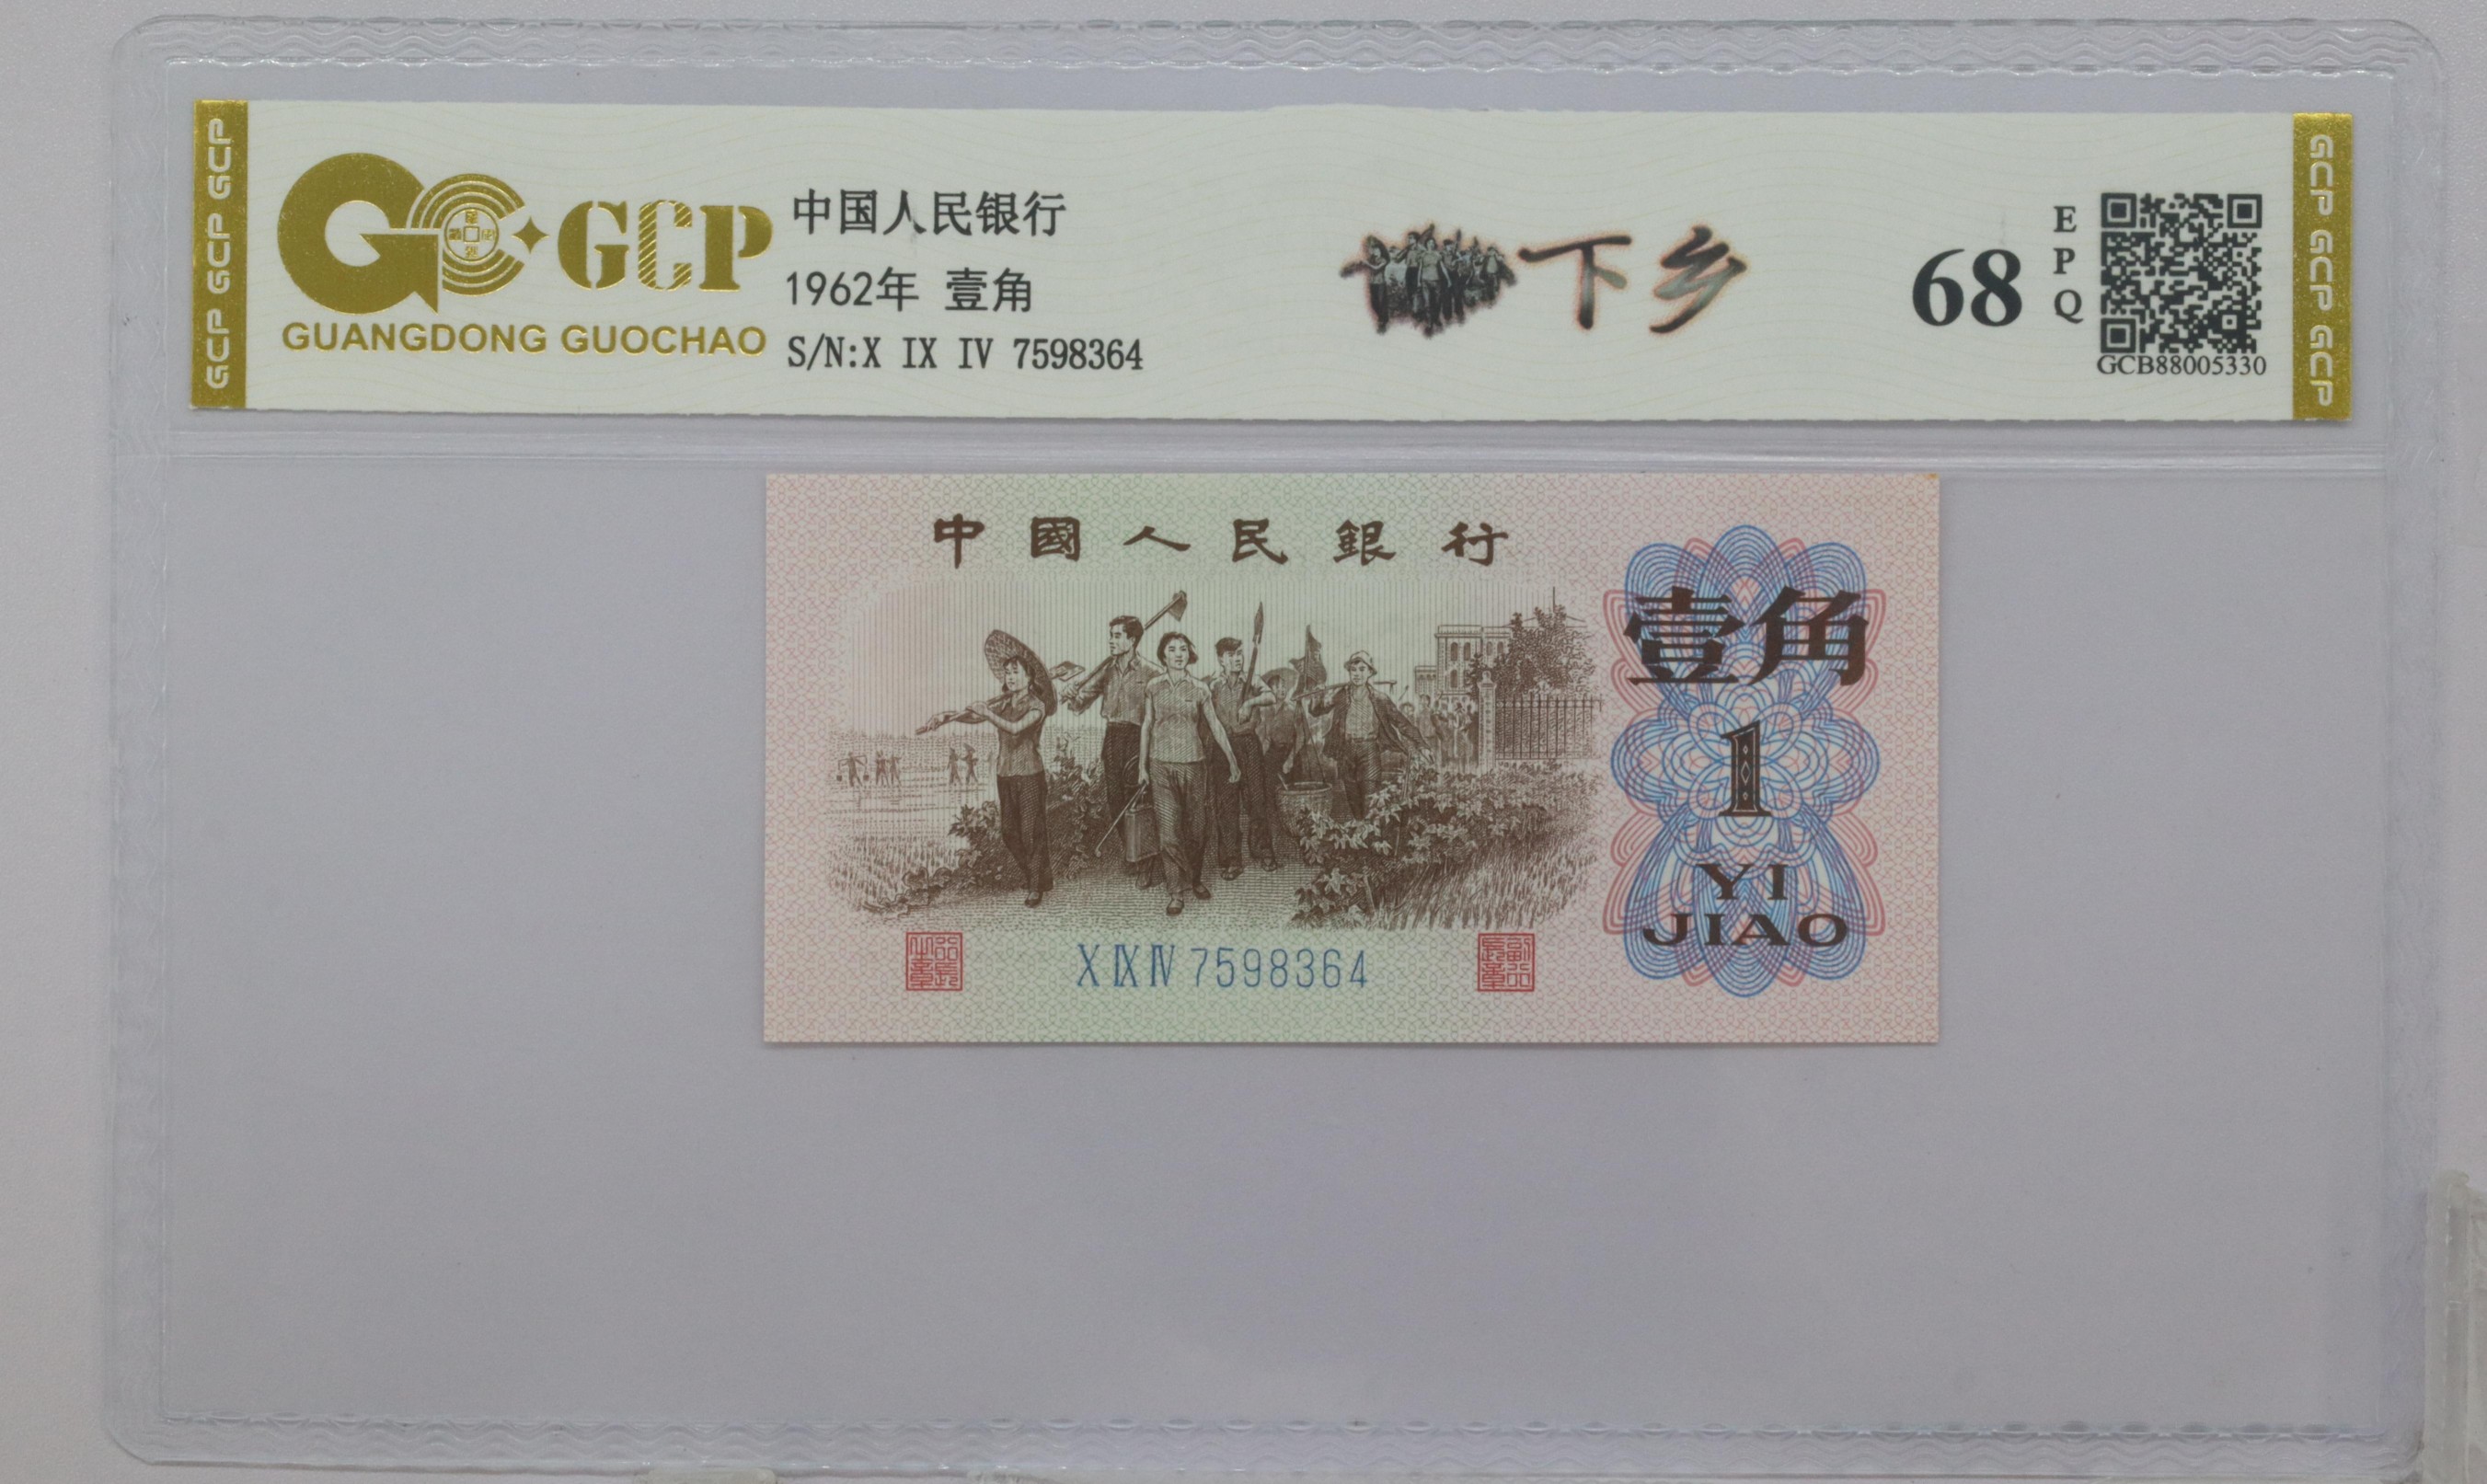 GCP GCP GCP
GCP
GUANGDONG GUOCHAO
中国人民银行
1962年 壹角
S/N:X IX IV 7598364
下乡
68
EPQ
GCB88005330
GCP GCP GCP
中國人民銀行
壹角
1
YI
JIAO
X IX IV 7598364